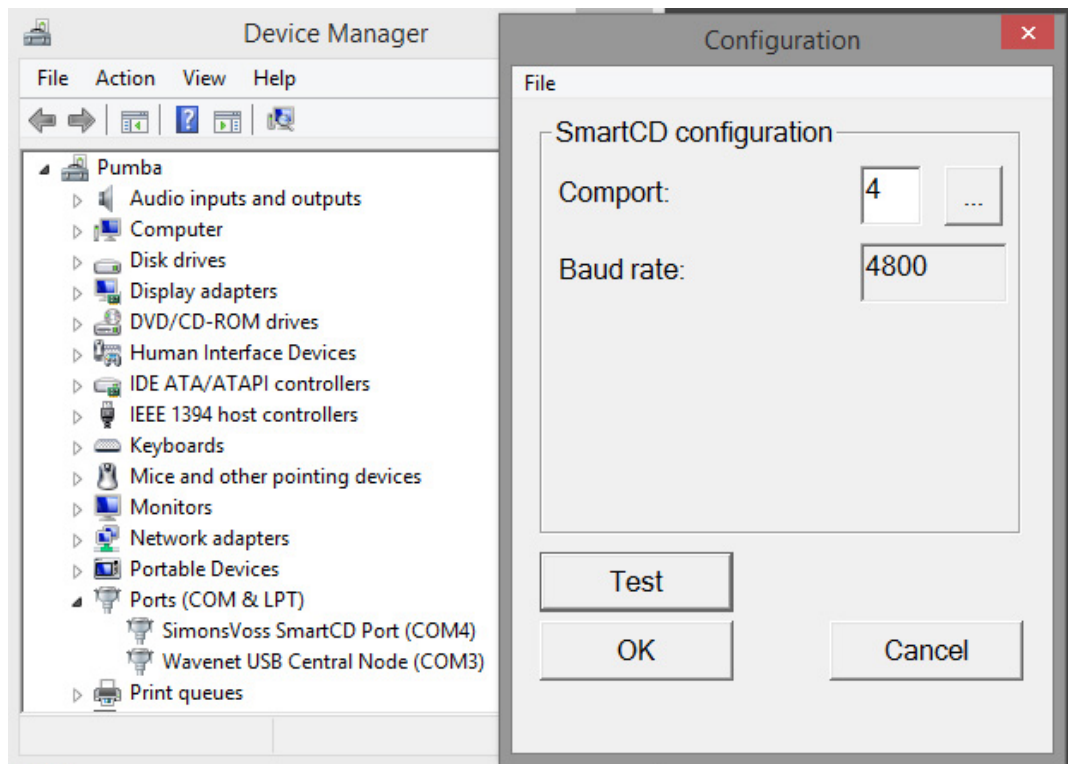 Device Manager
File Action View Help
Pumba
Audio inputs and outputs
Computer
Disk drives
Display adapters
DVD/CD-ROM drives
Human Interface Devices
IDE ATA/ATAPI controllers
IEEE 1394 host controllers
Keyboards
Mice and other pointing devices
Monitors
Network adapters
Portable Devices
Ports (COM & LPT)
SimonsVoss SmartCD Port (COM4)
Wavenet USB Central Node (COM3)
Print queues
Configuration
File
SmartCD configuration
Comport: 4 ...
Baud rate: 4800
Test
OK Cancel